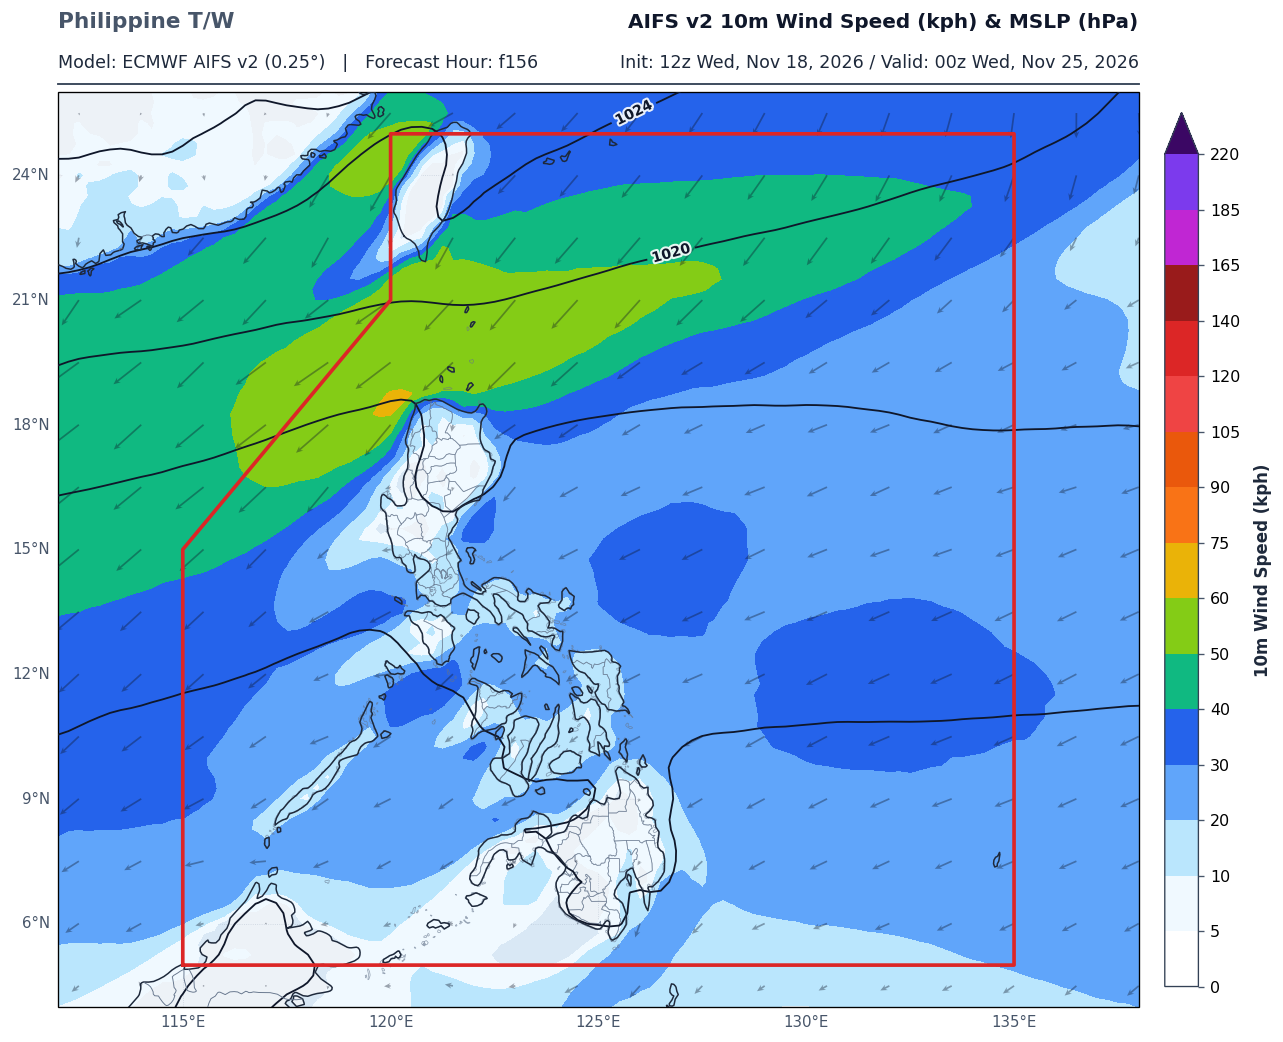 Philippine T/W
AIFS v2 10m Wind Speed (kph) & MSLP (hPa)
Model: ECMWF AIFS v2 (0.25°) | Forecast Hour: f156
Init: 12z Wed, Nov 18, 2026 / Valid: 00z Wed, Nov 25, 2026
1024
1020
24°N
21°N
18°N
15°N
12°N
9°N
6°N
115°E
120°E
125°E
130°E
135°E
220
185
165
140
120
105
90
75
60
50
40
30
20
10
5
0
10m Wind Speed (kph)